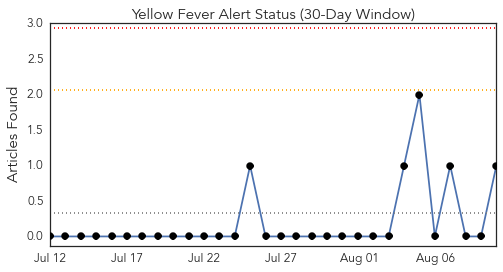 Yellow Fever Alert Status (30-Day Window)
Articles Found
3.0
2.5
2.0
1.5
1.0
0.5
0.0
Jul 12 Jul 17 Jul 22 Jul 27 Aug 01 Aug 06